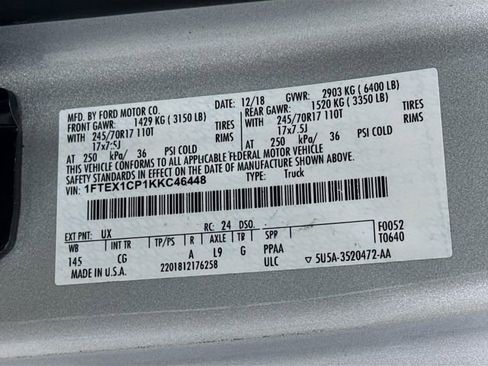 MFD. BY FORD MOTOR CO. DATE: 12/18 GVWR: 2903 KG ( 6400 LB)
FRONT GAWR: 1429 KG ( 3150 LB) REAR GAWR: 1520 KG ( 3350 LB)
WITH 245/70R17 110T TIRES WITH 245/70R17 110T TIRES
17x7.5J RIMS 17x7.5J RIMS
AT 250 kPa/ 36 PSI COLD AT 250 kPa/ 36 PSI COLD
THIS VEHICLE CONFORMS TO ALL APPLICABLE FEDERAL MOTOR VEHICLE
SAFETY STANDARDS IN EFFECT ON THE DATE OF MANUFACTURE SHOWN ABOVE.
VIN: 1FTEX1CP1KKC46448 TYPE: Truck
EXT PNT: UX RC: 24 DSO: F0052
WB INT TR TP/PS R AXLE TR SPP T0640
145 CG A L9 G PPAA
MADE IN U.S.A. 2201812176258 ULC ▽ 5U5A-3520472-AA